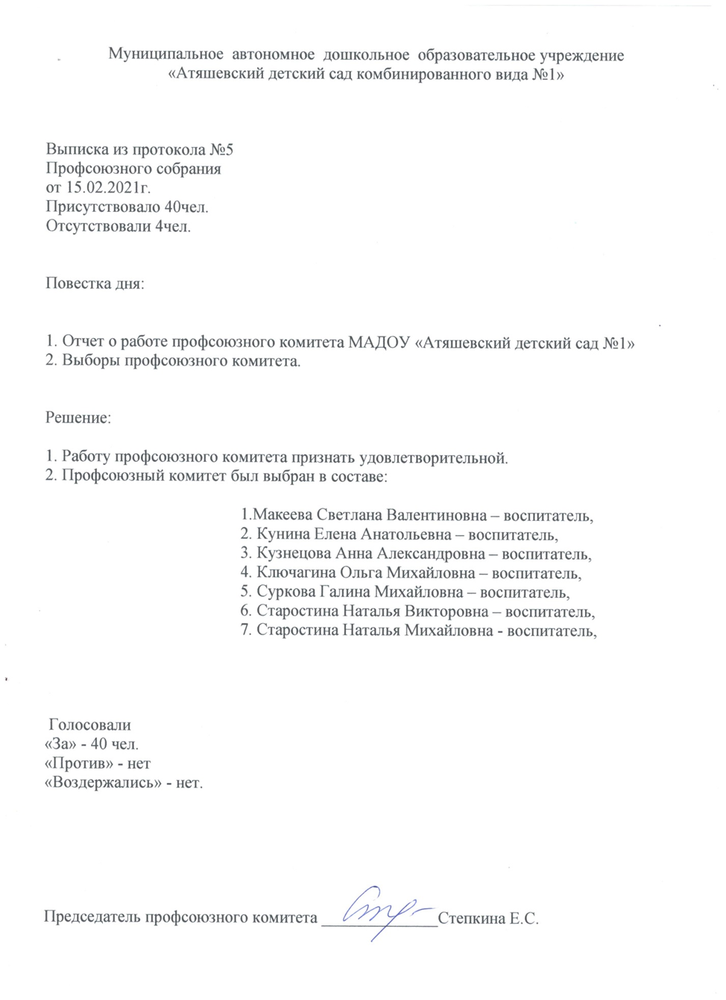 Муниципальное автономное дошкольное образовательное учреждение
«Атяшевский детский сад комбинированного вида №1»
Выписка из протокола №5
Профсоюзного собрания
от 15.02.2021г.
Присутствовало 40чел.
Отсутствовали 4чел.
Повестка дня:
1. Отчет о работе профсоюзного комитета МАДОУ «Атяшевский детский сад №1»
2. Выборы профсоюзного комитета.
Решение:
1. Работу профсоюзного комитета признать удовлетворительной.
2. Профсоюзный комитет был выбран в составе:
1.Макеева Светлана Валентиновна – воспитатель,
2. Кунина Елена Анатольевна – воспитатель,
3. Кузнецова Анна Александровна – воспитатель,
4. Ключагина Ольга Михайловна – воспитатель,
5. Суркова Галина Михайловна – воспитатель,
6. Старостина Наталья Викторовна – воспитатель,
7. Старостина Наталья Михайловна - воспитатель,
Голосовали
«За» - 40 чел.
«Против» - нет
«Воздержались» - нет.
Председатель профсоюзного комитета ______________Степкина Е.С.